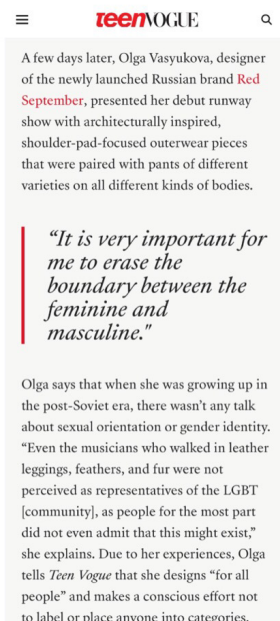 teenVOGUE
A few days later, Olga Vasyukova, designer
of the newly launched Russian brand Red
September, presented her debut runway
show with architecturally inspired,
shoulder-pad-focused outerwear pieces
that were paired with pants of different
varieties on all different kinds of bodies.
“It is very important for
me to erase the
boundary between the
feminine and
masculine."
Olga says that when she was growing up in
the post-Soviet era, there wasn’t any talk
about sexual orientation or gender identity.
“Even the musicians who walked in leather
leggings, feathers, and fur were not
perceived as representatives of the LGBT
[community], as people for the most part
did not even admit that this might exist,”
she explains. Due to her experiences, Olga
tells Teen Vogue that she designs “for all
people” and makes a conscious effort not
to label or place anyone into categories.